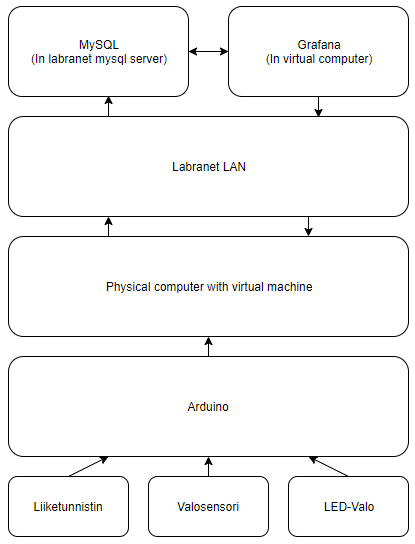 MySQL
(In labranet mysql server)
Grafana
(In virtual computer)
Labranet LAN
Physical computer with virtual machine
Arduino
Liiketunnistin
Valosensori
LED-Valo